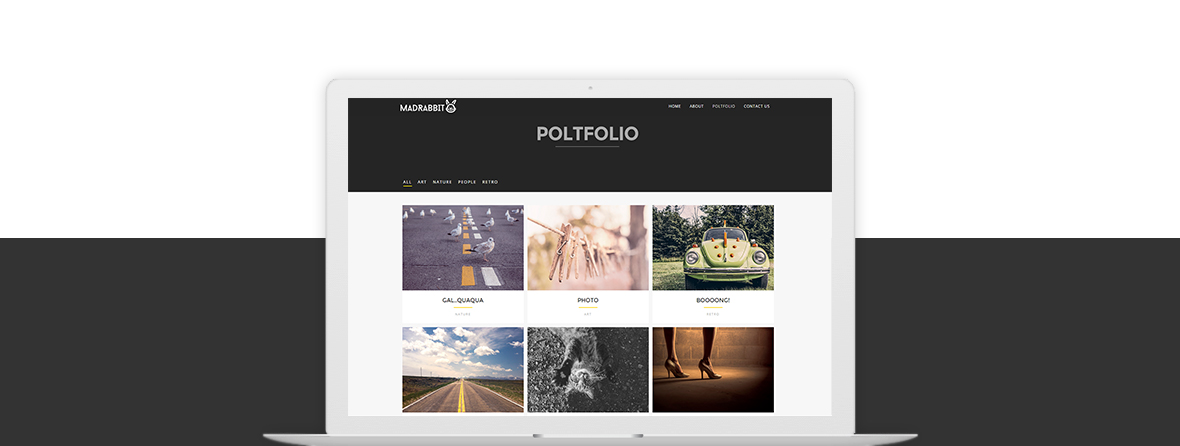 MADRABBIT
HOME ABOUT POLTFOLIO CONTACT US
POLTFOLIO
ALL ART NATURE PEOPLE RETRO
GAL..QUAQUA PHOTO BOOOONG!
NATURE ART RETRO